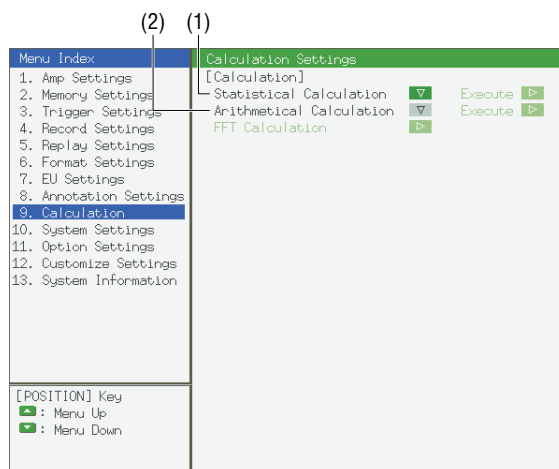 (2) (1)
Menu Index
1. Amp Settings
2. Memory Settings
3. Trigger Settings
4. Record Settings
5. Replay Settings
6. Format Settings
7. EU Settings
8. Annotation Settings
9. Calculation
10. System Settings
11. Option Settings
12. Customize Settings
13. System Information
[POSITION] Key
: Menu Up
: Menu Down
Calculation Settings
[Calculation]
Statistical Calculation Execute
Arithmetical Calculation Execute
FFT Calculation